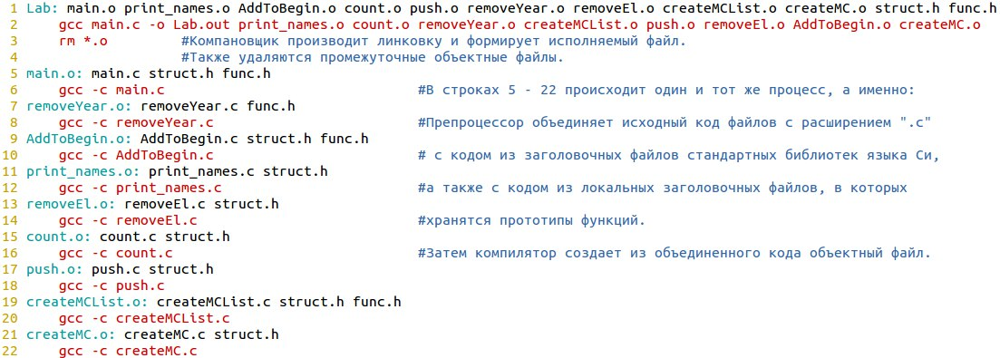 1 Lab: main.o print_names.o AddToBegin.o count.o push.o removeYear.o removeEl.o createMCList.o createMC.o struct.h func.h
2 gcc main.c -o Lab.out print_names.o count.o removeYear.o createMCList.o push.o removeEl.o AddToBegin.o createMC.o
3 rm *.o #Компановщик производит линковку и формирует исполняемый файл.
4 #Также удаляются промежуточные объектные файлы.
5 main.o: main.c struct.h func.h
6 gcc -c main.c #В строках 5 - 22 происходит один и тот же процесс, а именно:
7 removeYear.o: removeYear.c func.h
8 gcc -c removeYear.c #Препроцессор объединяет исходный код файлов с расширением ".c"
9 AddToBegin.o: AddToBegin.c struct.h func.h
10 gcc -c AddToBegin.c # с кодом из заголовочных файлов стандартных библиотек языка Си,
11 print_names.o: print_names.c struct.h
12 gcc -c print_names.c #а также с кодом из локальных заголовочных файлов, в которых
13 removeEl.o: removeEl.c struct.h
14 gcc -c removeEl.c #хранятся прототипы функций.
15 count.o: count.c struct.h
16 gcc -c count.c #Затем компилятор создает из объединенного кода объектный файл.
17 push.o: push.c struct.h
18 gcc -c push.c
19 createMCList.o: createMCList.c struct.h func.h
20 gcc -c createMCList.c
21 createMC.o: createMC.c struct.h
22 gcc -c createMC.c